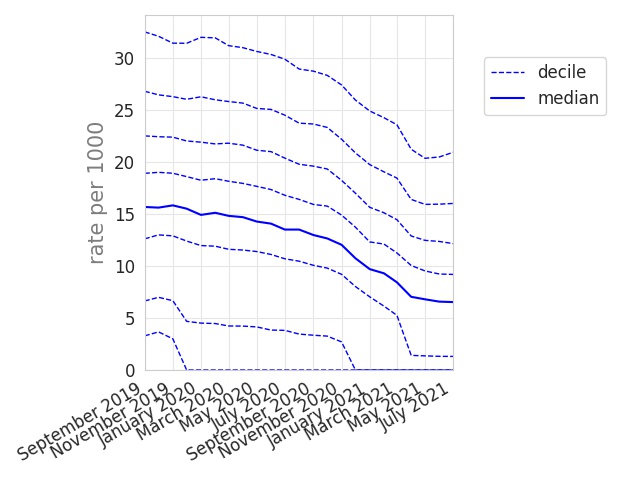 rate per 1000
30
25
20
15
10
5
0
September 2019
November 2019
January 2020
March 2020
May 2020
July 2020
September 2020
November 2020
January 2021
March 2021
May 2021
July 2021
decile
median